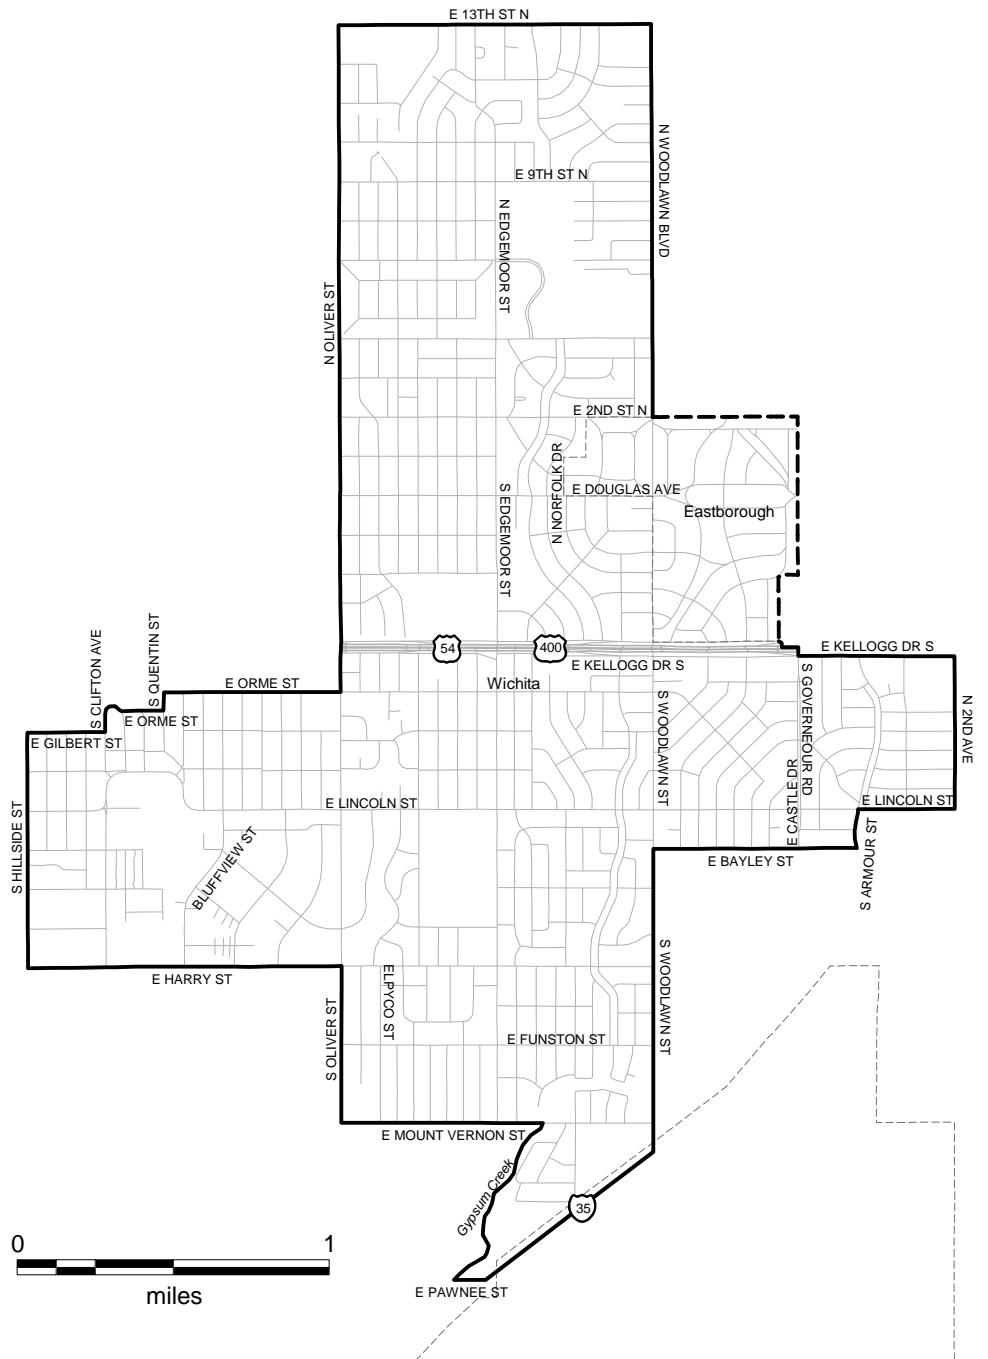 E 13TH ST N
N WOODLAWN BLVD
E 9TH ST N
N EDGEMOOR ST
N OLIVER ST
E 2ND ST N
N NORFOLK DR
E DOUGLAS AVE
S EDGEMOOR ST
Eastborough
54
400
E KELLOGG DR S
E KELLOGG DR S
S CLIFTON AVE
S QUENTIN ST
E ORME ST
Wichita
E ORME ST
E GILBERT ST
S WOODLAWN ST
S GOVERNEOUR RD
N 2ND AVE
E CASTLE DR
E LINCOLN ST
E LINCOLN ST
S HILLSIDE ST
BLUFFVIEW ST
E BAYLEY ST
S ARMOUR ST
E HARRY ST
ELPYCO ST
S OLIVER ST
S WOODLAWN ST
E FUNSTON ST
E MOUNT VERNON ST
Gypsum Creek
35
E PAWNEE ST
0 1
miles